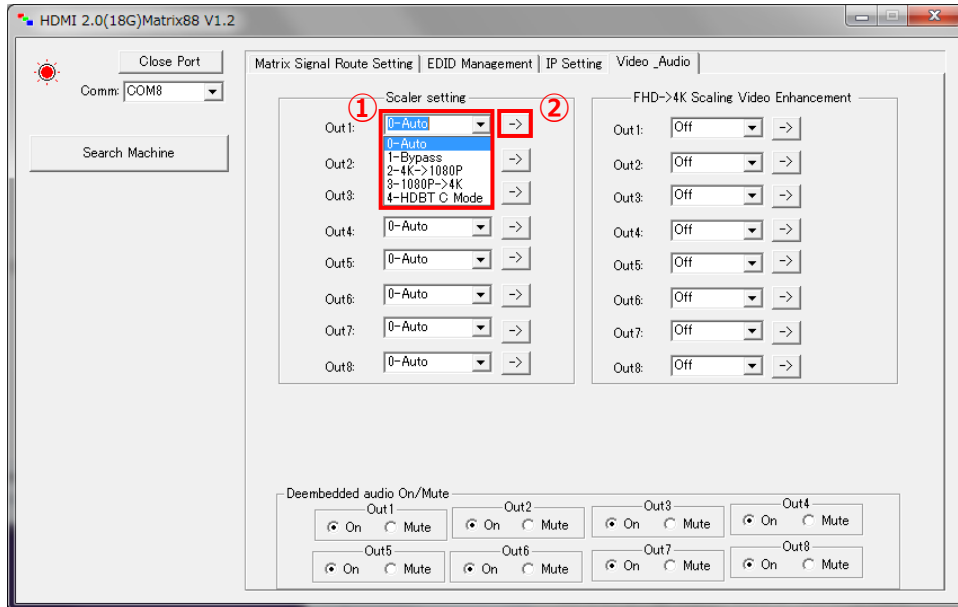 HDMI 2.0(18G)Matrix88 V1.2
Close Port
Comm: COM8
Search Machine
Matrix Signal Route Setting EDID Management IP Setting Video _Audio
Scaler setting
① ②
Out1: 0-Auto ->
0-Auto
1-Bypass
2-4K->1080P
3-1080P->4K
4-HDBT C Mode
Out2: ->
Out3: ->
Out4: 0-Auto ->
Out5: 0-Auto ->
Out6: 0-Auto ->
Out7: 0-Auto ->
Out8: 0-Auto ->
FHD->4K Scaling Video Enhancement
Out1: Off ->
Out2: Off ->
Out3: Off ->
Out4: Off ->
Out5: Off ->
Out6: Off ->
Out7: Off ->
Out8: Off ->
Deembedded audio On/Mute
Out1 Out2 Out3 Out4
On Mute On Mute On Mute On Mute
Out5 Out6 Out7 Out8
On Mute On Mute On Mute On Mute